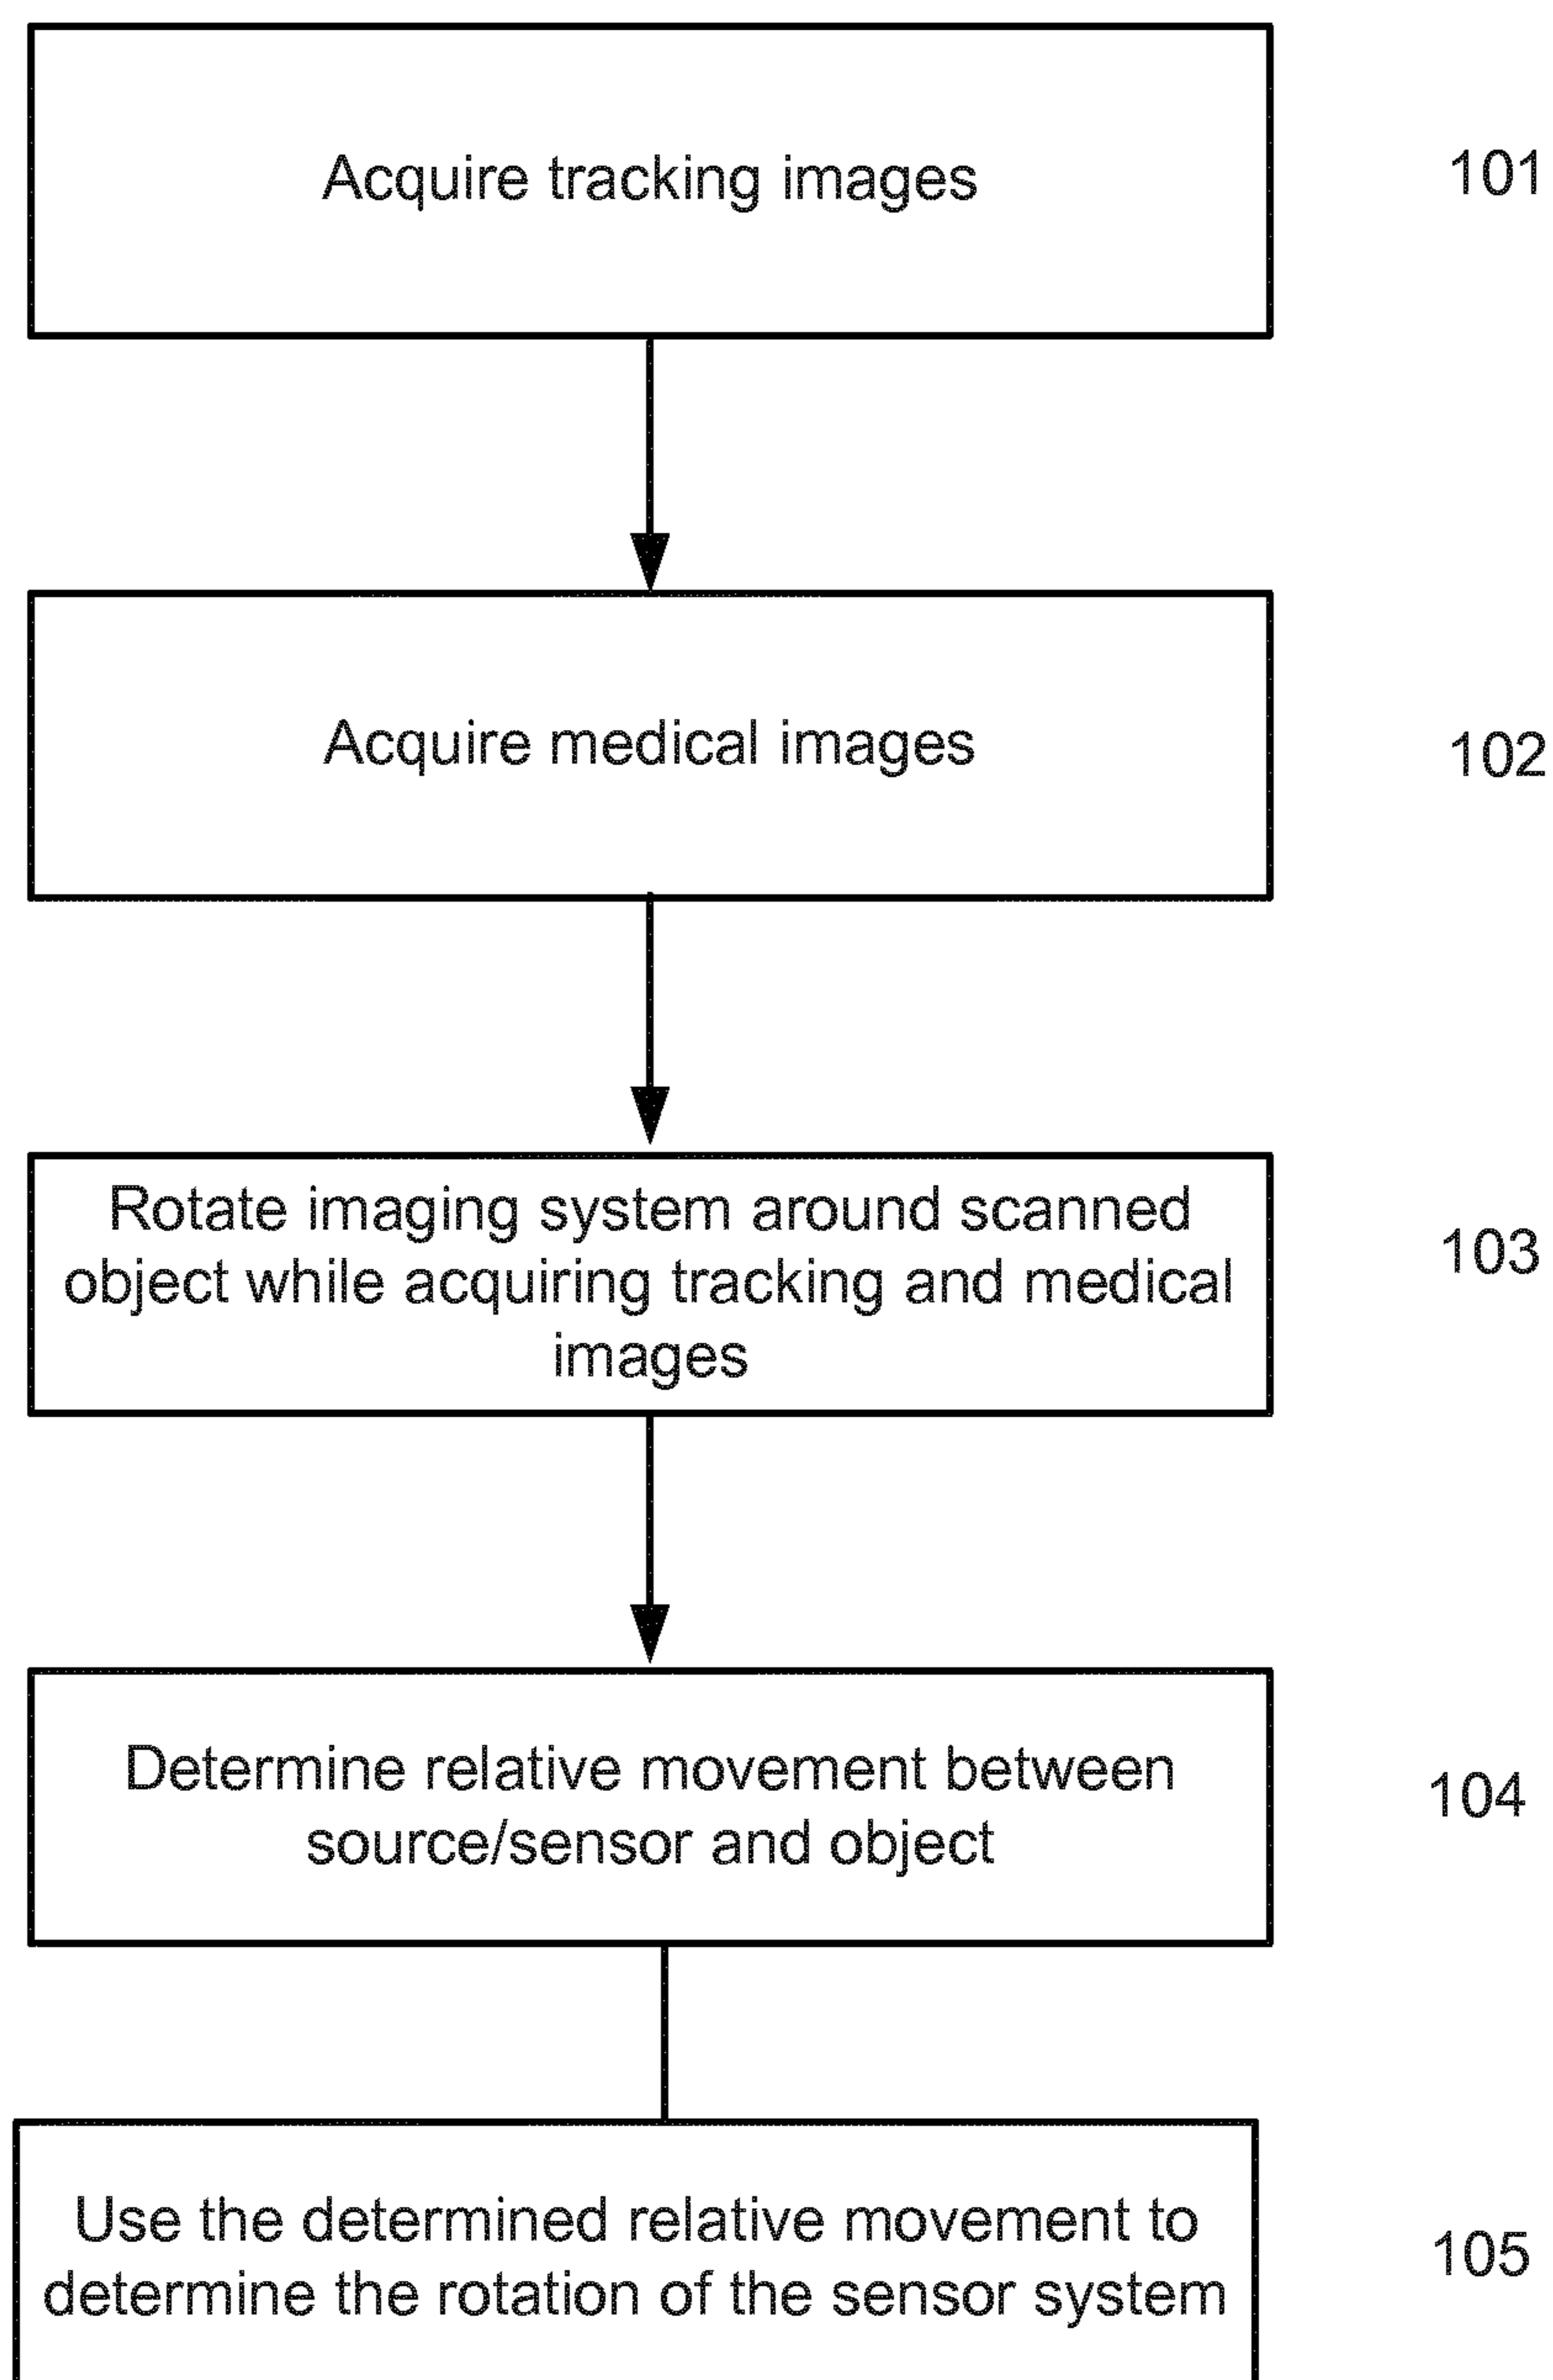 Acquire tracking images
101
Acquire medical images
102
Rotate imaging system around scanned
object while acquiring tracking and medical
images
103
Determine relative movement between
source/sensor and object
104
Use the determined relative movement to
determine the rotation of the sensor system
105